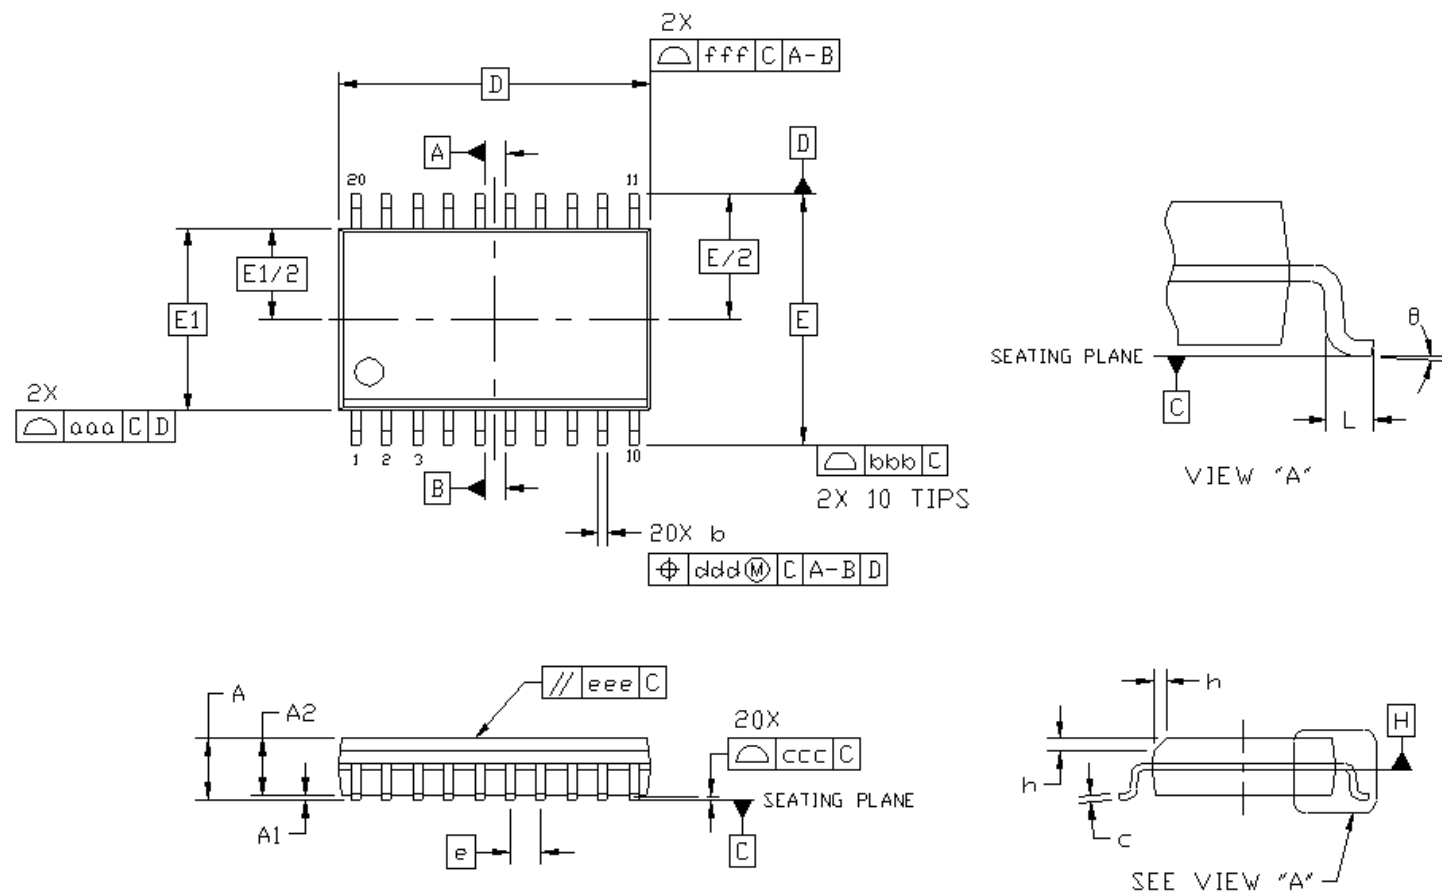 2X
fff C A-B
D
A
D
20 11
E1/2
E/2
E1
E
θ
SEATING PLANE
C
L
VIEW "A"
2X
aaa C D
1 2 3 10
B
bbb C
2X 10 TIPS
20X b
ddd Ⓜ C A-B D
// eee C
A
A2
20X
ccc C
SEATING PLANE
A1
e
C
h
H
h
c
SEE VIEW "A"